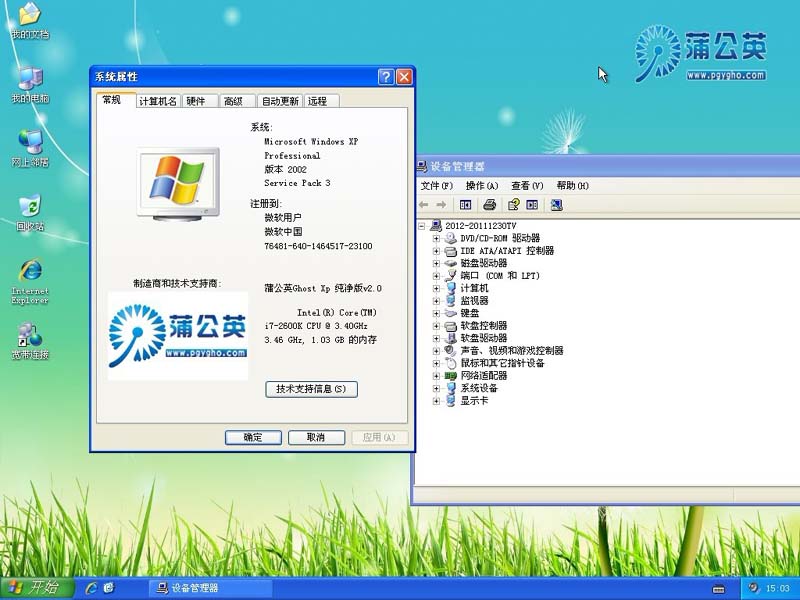 我的文档
我的电脑
网上邻居
回收站
Internet
Explorer
宽带连接
蒲公英
www.pgygho.com
系统属性
常规
计算机名
硬件
高级
自动更新
远程
系统:
Microsoft Windows XP
Professional
版本 2002
Service Pack 3
注册到:
微软用户
微软中国
76481-640-1464517-23100
制造商和技术支持商:
蒲公英
www.pgygho.com
蒲公英Ghost Xp 纯净版v2.0
Intel(R) Core(TM)
i7-2600K CPU @ 3.40GHz
3.46 GHz, 1.03 GB 的内存
技术支持信息(S)
确定
取消
应用(A)
设备管理器
文件(F) 操作(A) 查看(V) 帮助(H)
2012-20111230TV
DVD/CD-ROM 驱动器
IDE ATA/ATAPI 控制器
磁盘驱动器
端口 (COM 和 LPT)
计算机
监视器
键盘
软盘控制器
软盘驱动器
声音、视频和游戏控制器
鼠标和其它指针设备
网络适配器
系统设备
显示卡
开始
设备管理器
15:03